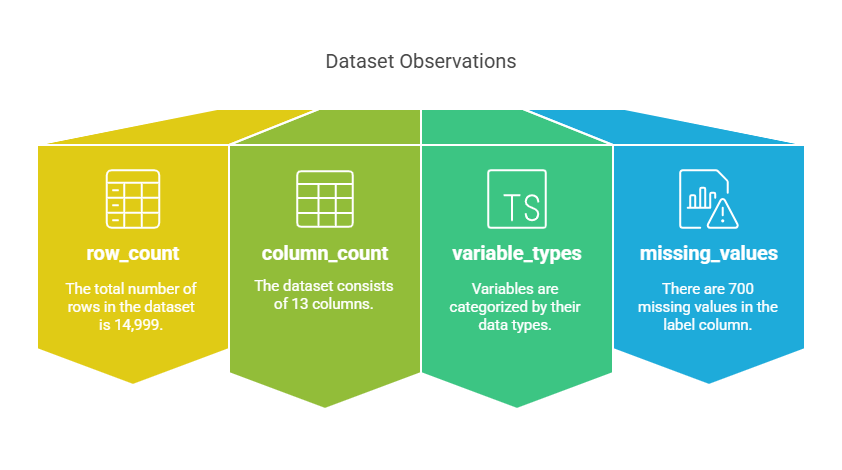 Dataset Observations
TS
row_count
The total number of
rows in the dataset
is 14,999.
column_count
The dataset consists
of 13 columns.
variable_types
Variables are
categorized by their
data types.
missing_values
There are 700
missing values in the
label column.